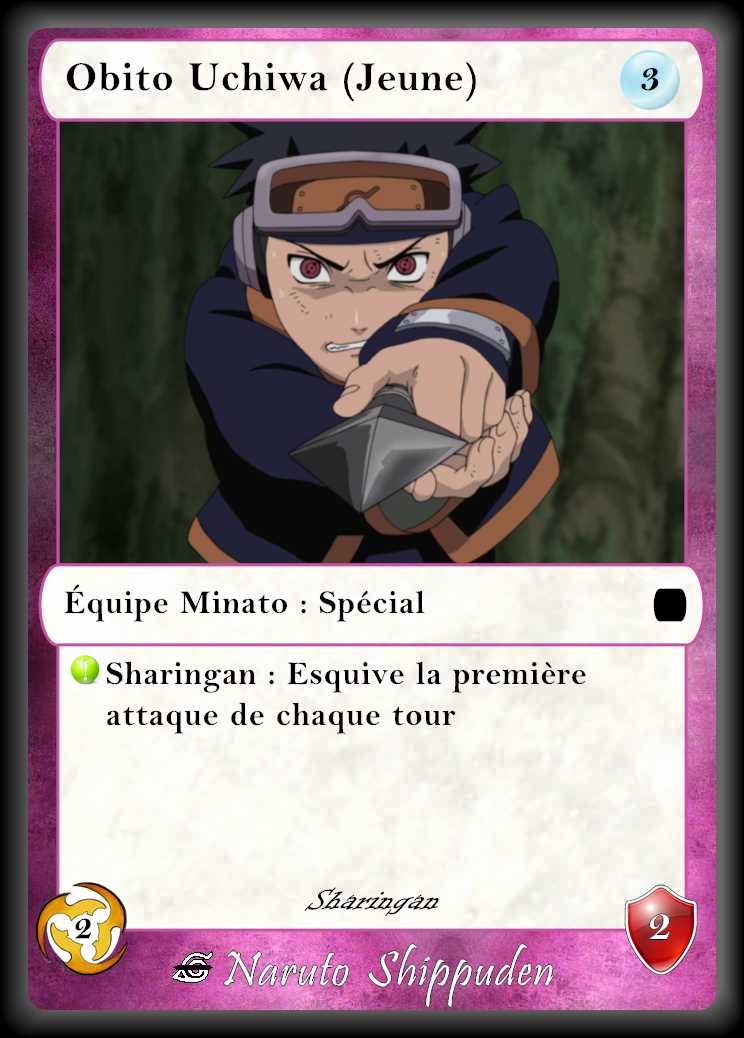 Obito Uchiwa (Jeune)
3
Équipe Minato : Spécial
Sharingan : Esquive la première
attaque de chaque tour
Sharingan
2
2
Naruto Shippuden